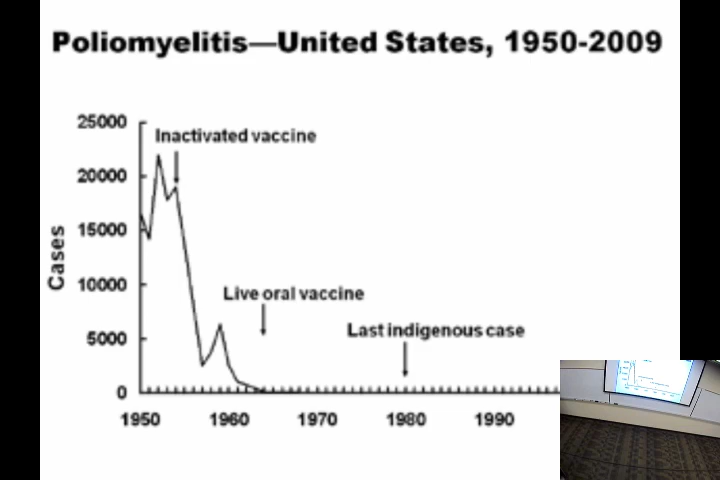 Poliomyelitis—United States, 1950-2009
25000
Inactivated vaccine
20000
15000
Cases
10000
Live oral vaccine
5000
Last indigenous case
0
1950 1960 1970 1980 1990